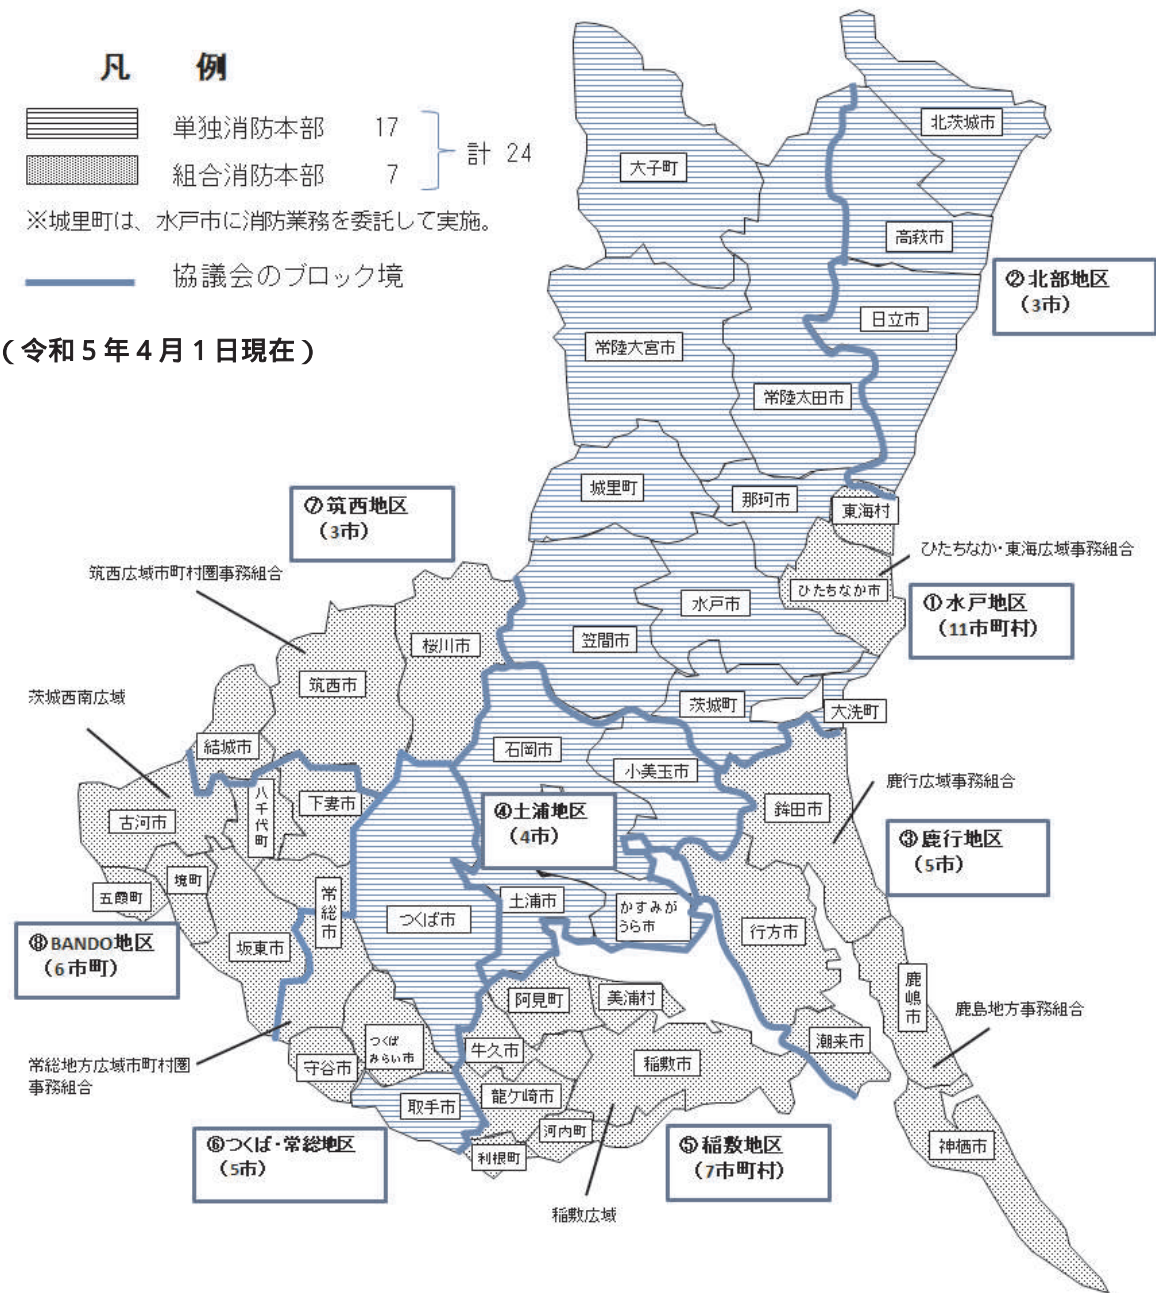 凡 例
単独消防本部 17
組合消防本部 7
計 24
※城里町は、水戸市に消防業務を委託して実施。
協議会のブロック境
(令和5年4月1日現在)
北茨城市
大子町
高萩市
②北部地区
(3市)
日立市
常陸大宮市
常陸太田市
城里町
那珂市
東海村
⑦筑西地区
(3市)
ひたちなか・東海広域事務組合
筑西広域市町村圏事務組合
ひたちなか市
水戸市
①水戸地区
(11市町村)
笠間市
桜川市
筑西市
茨城西南広域
茨城町
大洗町
結城市
石岡市
小美玉市
鹿行広域事務組合
八千代町
下妻市
鉾田市
古河市
④土浦地区
(4市)
③鹿行地区
(5市)
境町
五霞町
常総市
土浦市
かすみが
うら市
つくば市
行方市
⑧BANDO地区
(6市町)
坂東市
鹿嶋市
阿見町
美浦村
鹿島地方事務組合
潮来市
つくば
みらい市
牛久市
稲敷市
常総地方広域市町村圏
事務組合
守谷市
龍ケ崎市
取手市
河内町
⑥つくば・常総地区
(5市)
利根町
⑤稲敷地区
(7市町村)
神栖市
稲敷広域